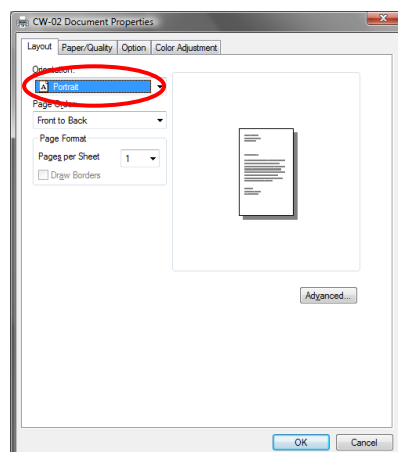 CW-02 Document Properties
Layout Paper/Quality Option Color Adjustment
Orientation:
A Portrait
Page Order:
Front to Back
Page Format
Pages per Sheet 1
Draw Borders
Advanced...
OK Cancel